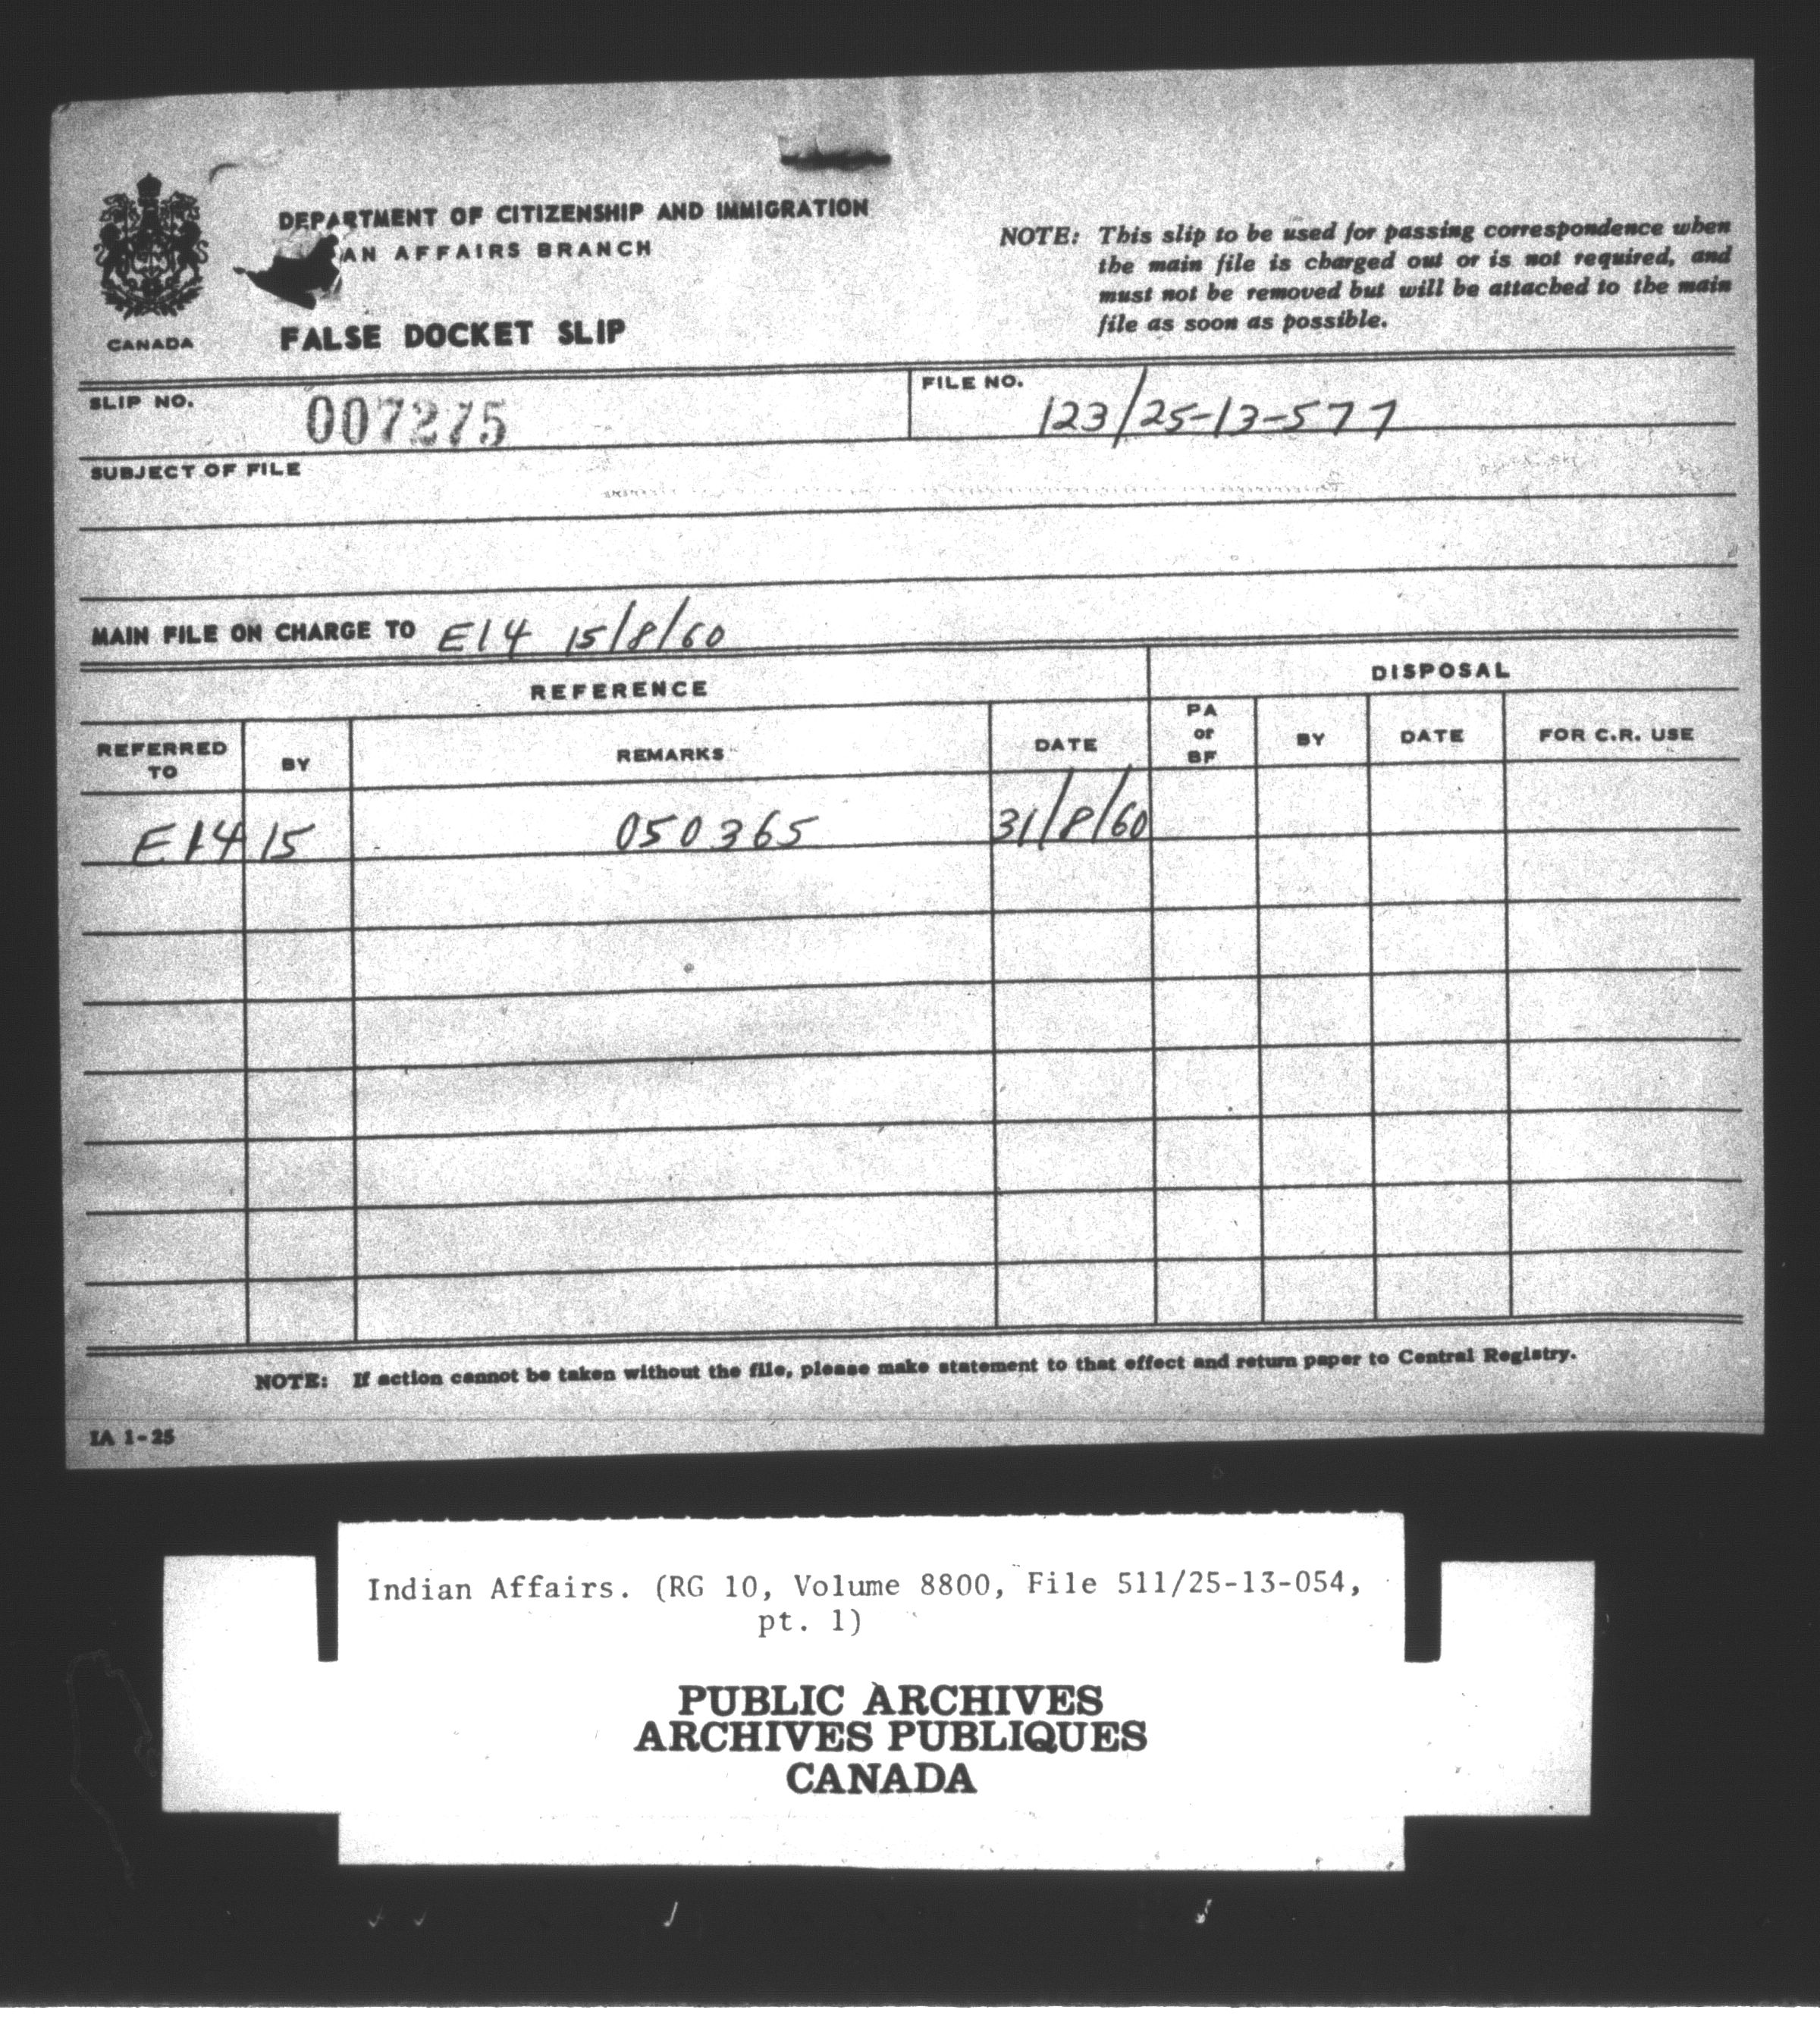 DEPARTMENT OF CITIZENSHIP AND IMMIGRATION
AN AFFAIRS BRANCH
CANADA
FALSE DOCKET SLIP
NOTE: This slip to be used for passing correspondence when
the main file is charged out or is not required, and
must not be removed but will be attached to the main
file as soon as possible.
SLIP NO. 007275
FILE NO. 123/25-13-577
SUBJECT OF FILE
MAIN FILE ON CHARGE TO E14 15/8/60
REFERENCE
DISPOSAL
REFERRED TO
BY
REMARKS
DATE
PA or BF
BY
DATE
FOR C.R. USE
E14 15 050365 31/8/60
NOTE: If action cannot be taken without the file, please make statement to that effect and return paper to Central Registry.
IA 1-25
Indian Affairs. (RG 10, Volume 8800, File 511/25-13-054,
pt. 1)
PUBLIC ARCHIVES
ARCHIVES PUBLIQUES
CANADA